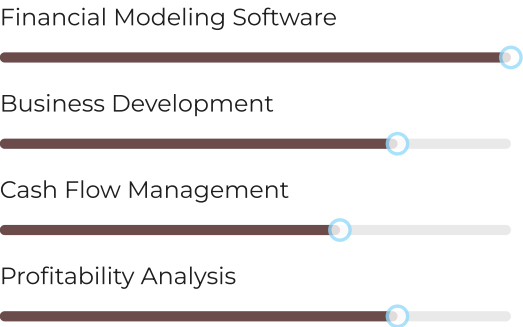 Financial Modeling Software
Business Development
Cash Flow Management
Profitability Analysis